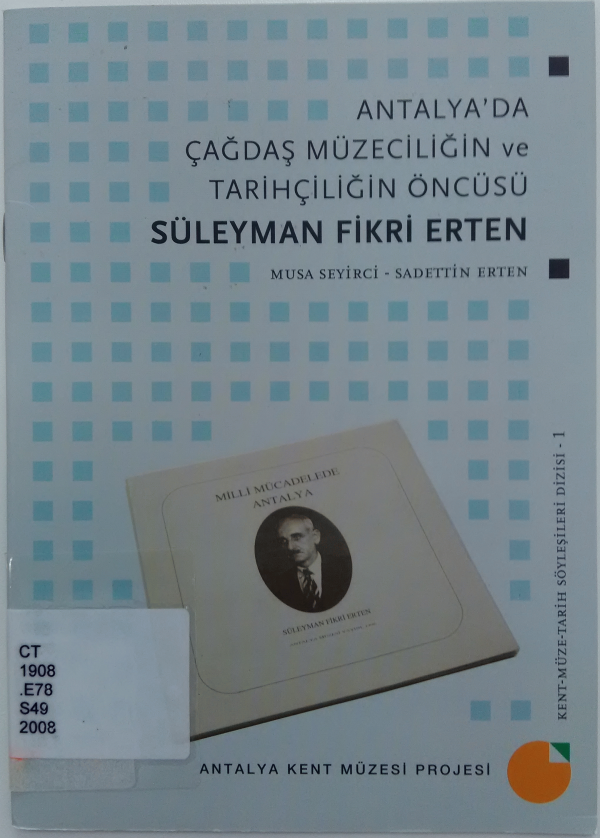 ANTALYA'DA
ÇAĞDAŞ MÜZECİLİĞİN ve
TARİHÇİLİĞİN ÖNCÜSÜ
SÜLEYMAN FİKRİ ERTEN
MUSA SEYİRCİ - SADETTİN ERTEN
MİLLİ MÜCADELEDE
ANTALYA
SÜLEYMAN FİKRİ ERTEN
KENT-MÜZE-TARİH SÖYLEŞİLERİ DİZİSİ - 1
CT
1908
.E78
S49
2008
ANTALYA KENT MÜZESİ PROJESİ